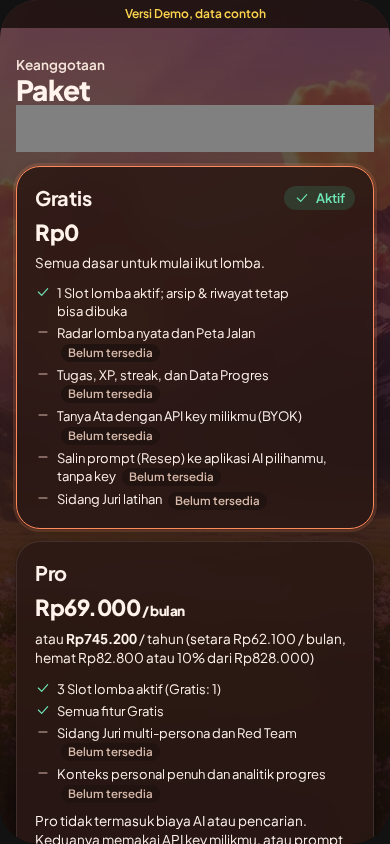 Versi Demo, data contoh
Keanggotaan
Paket
Gratis
Aktif
Rp0
Semua dasar untuk mulai ikut lomba.
1 Slot lomba aktif; arsip & riwayat tetap
bisa dibuka
Radar lomba nyata dan Peta Jalan
Belum tersedia
Tugas, XP, streak, dan Data Progres
Belum tersedia
Tanya Ata dengan API key milikmu (BYOK)
Belum tersedia
Salin prompt (Resep) ke aplikasi AI pilihanmu,
tanpa key Belum tersedia
Sidang Juri latihan Belum tersedia
Pro
Rp69.000 / bulan
atau Rp745.200 / tahun (setara Rp62.100 / bulan,
hemat Rp82.800 atau 10% dari Rp828.000)
3 Slot lomba aktif (Gratis: 1)
Semua fitur Gratis
Sidang Juri multi-persona dan Red Team
Belum tersedia
Konteks personal penuh dan analitik progres
Belum tersedia
Pro tidak termasuk biaya AI atau pencarian.
Keduanya memakai API key milikmu, atau prompt